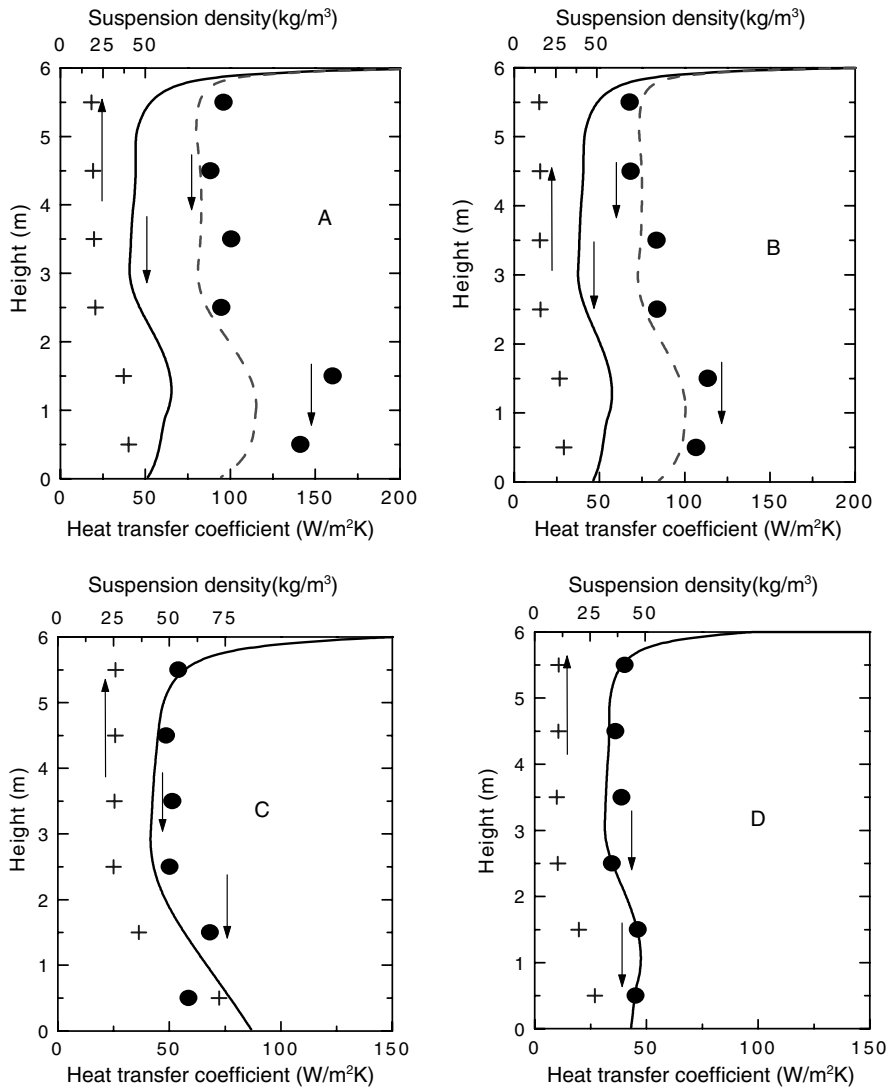 Suspension density(kg/m³)
0 25 50
6
5
4
3
2
1
0
Height (m)
A
0 50 100 150 200
Heat transfer coefficient (W/m²K)
Suspension density(kg/m³)
0 25 50
6
5
4
3
2
1
0
Height (m)
B
0 50 100 150 200
Heat transfer coefficient (W/m²K)
Suspension density(kg/m³)
0 25 50 75
6
5
4
3
2
1
0
Height (m)
C
0 50 100 150
Heat transfer coefficient (W/m²K)
Suspension density(kg/m³)
0 25 50
6
5
4
3
2
1
0
Height (m)
D
0 50 100 150
Heat transfer coefficient (W/m²K)